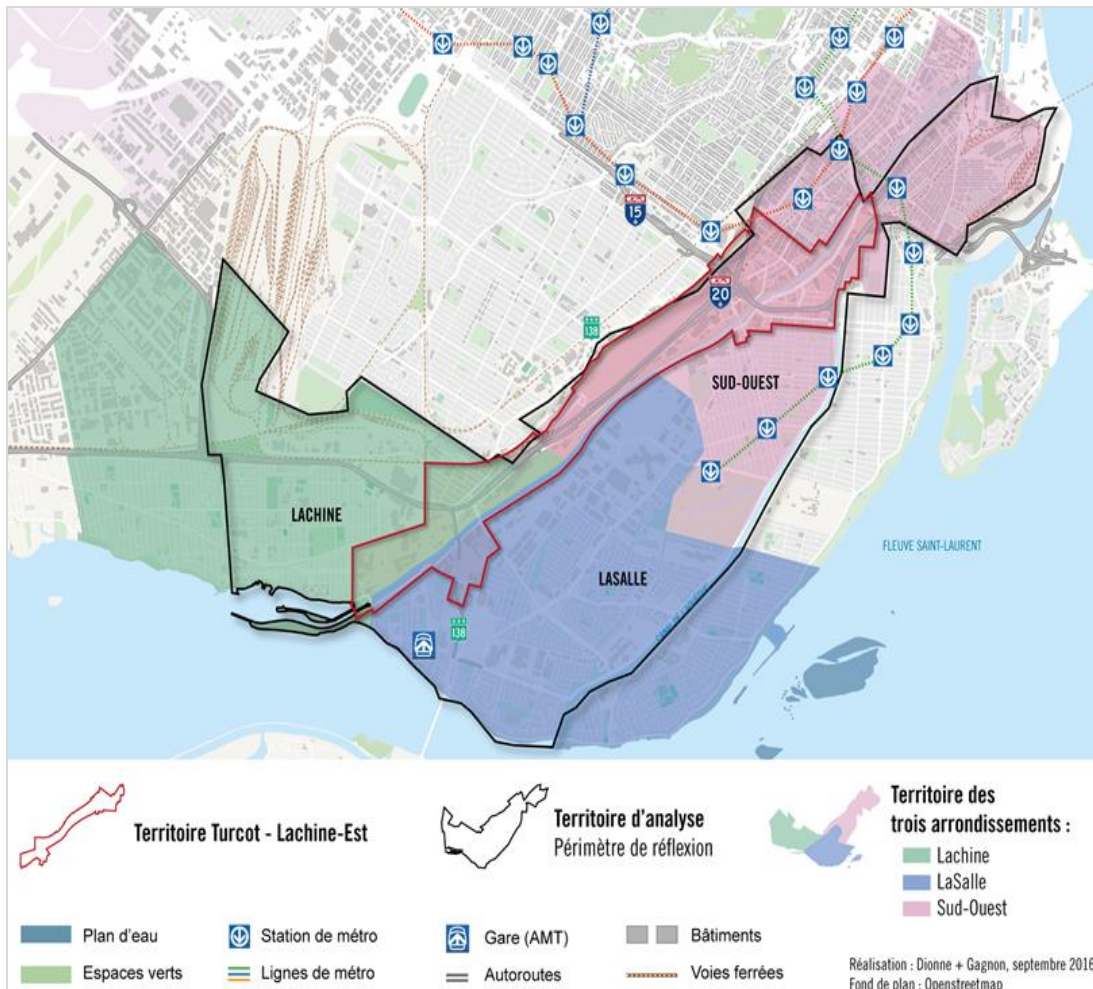 15
20
138
SUD-OUEST
LACHINE
LASALLE
FLEUVE SAINT-LAURENT
138
Territoire Turcot - Lachine-Est
Territoire d'analyse
Périmètre de réflexion
Territoire des
trois arrondissements :
Lachine
LaSalle
Sud-Ouest
Plan d'eau
Station de métro
Gare (AMT)
Bâtiments
Espaces verts
Lignes de métro
Autoroutes
Voies ferrées
Réalisation : Dionne + Gagnon, septembre 2016
Fond de plan : Openstreetmap